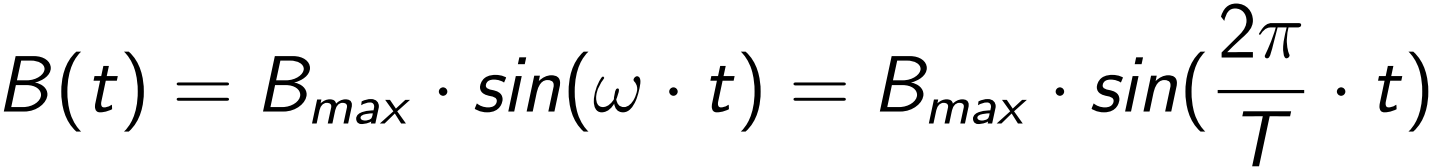 B(t) = B_max · sin(ω · t) = B_max · sin(2π/T · t)